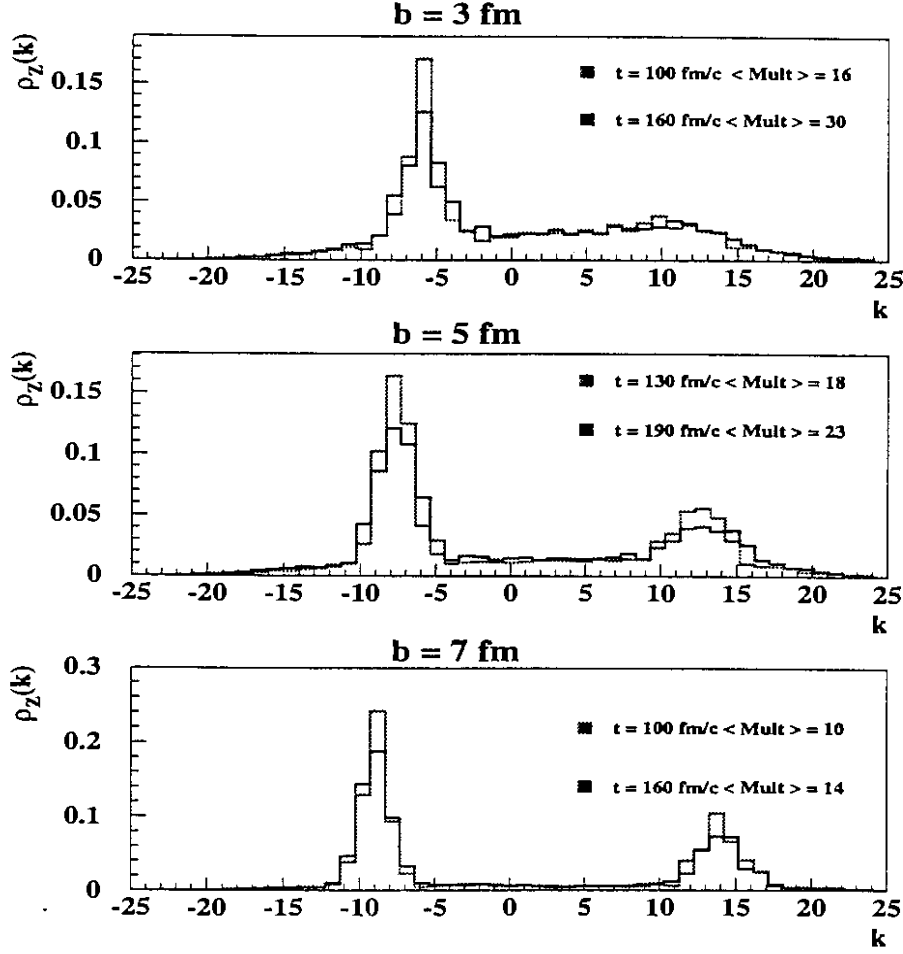 b = 3 fm
ρZ(k)
0.15
0.1
0.05
0
t = 100 fm/c < Mult > = 16
t = 160 fm/c < Mult > = 30
-25 -20 -15 -10 -5 0 5 10 15 20 25
k
b = 5 fm
ρZ(k)
0.15
0.1
0.05
0
t = 130 fm/c < Mult > = 18
t = 190 fm/c < Mult > = 23
-25 -20 -15 -10 -5 0 5 10 15 20 25
k
b = 7 fm
ρZ(k)
0.3
0.2
0.1
0
t = 100 fm/c < Mult > = 10
t = 160 fm/c < Mult > = 14
-25 -20 -15 -10 -5 0 5 10 15 20 25
k